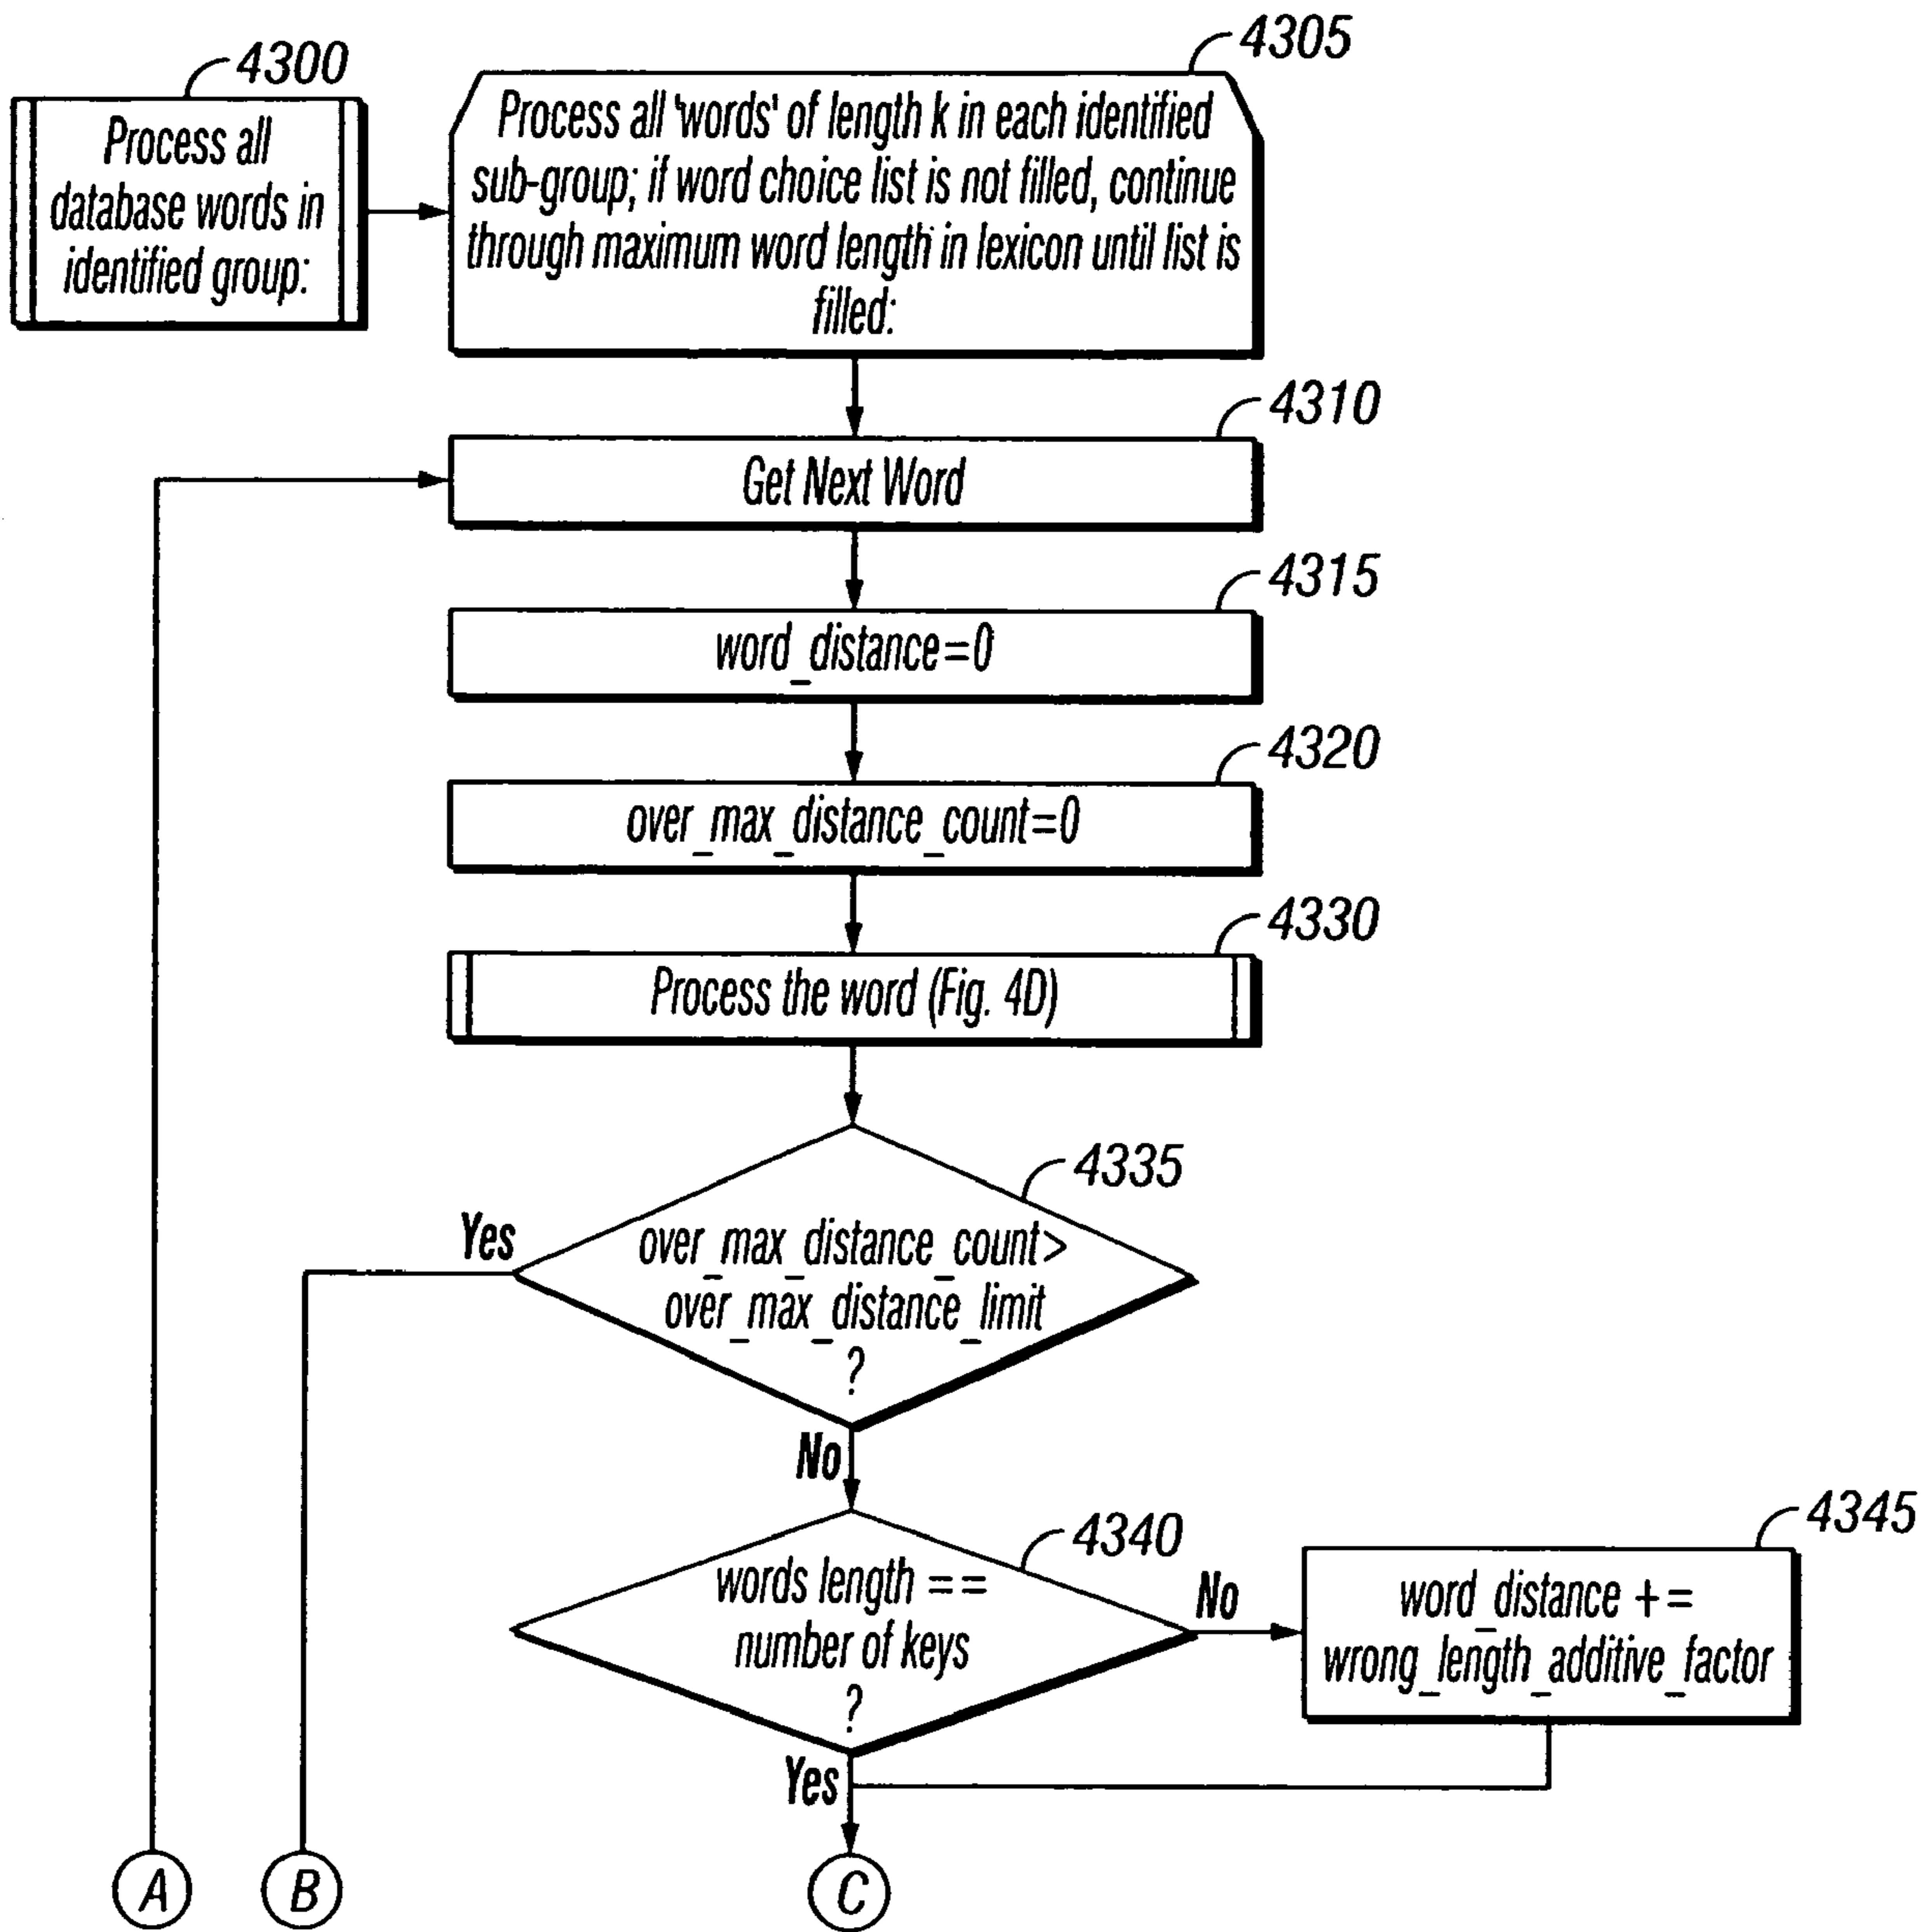 4300
Process all
database words in
identified group:
4305
Process all 'words' of length k in each identified
sub-group; if word choice list is not filled, continue
through maximum word length in lexicon until list is
filled:
4310
Get Next Word
4315
word_distance=0
4320
over_max_distance_count=0
4330
Process the word (Fig. 4D)
4335
over_max_distance_count>
over_max_distance_limit
?
Yes
No
4340
words length ==
number of keys
?
No
4345
word_distance +=
wrong_length_additive_factor
Yes
A
B
C